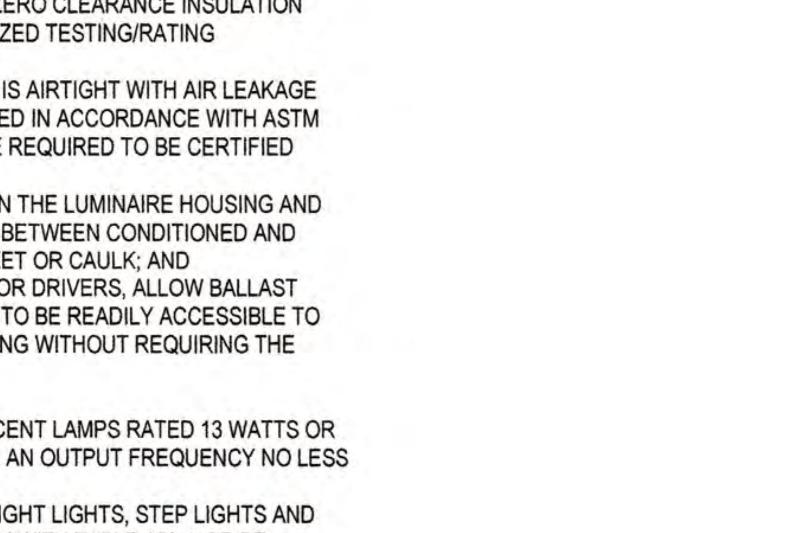 ZERO CLEARANCE INSULATION
ZED TESTING/RATING
IS AIRTIGHT WITH AIR LEAKAGE
ED IN ACCORDANCE WITH ASTM
E REQUIRED TO BE CERTIFIED
N THE LUMINAIRE HOUSING AND
BETWEEN CONDITIONED AND
EET OR CAULK; AND
OR DRIVERS, ALLOW BALLAST
TO BE READILY ACCESSIBLE TO
NG WITHOUT REQUIRING THE
CENT LAMPS RATED 13 WATTS OR
AN OUTPUT FREQUENCY NO LESS
IGHT LIGHTS, STEP LIGHTS AND